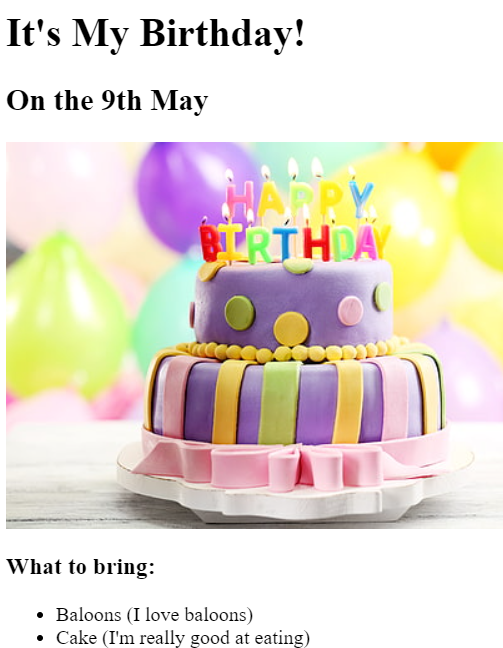 It's My Birthday!
On the 9th May
HAPPY
BIRTHDAY
What to bring:
Baloons (I love baloons)
Cake (I'm really good at eating)